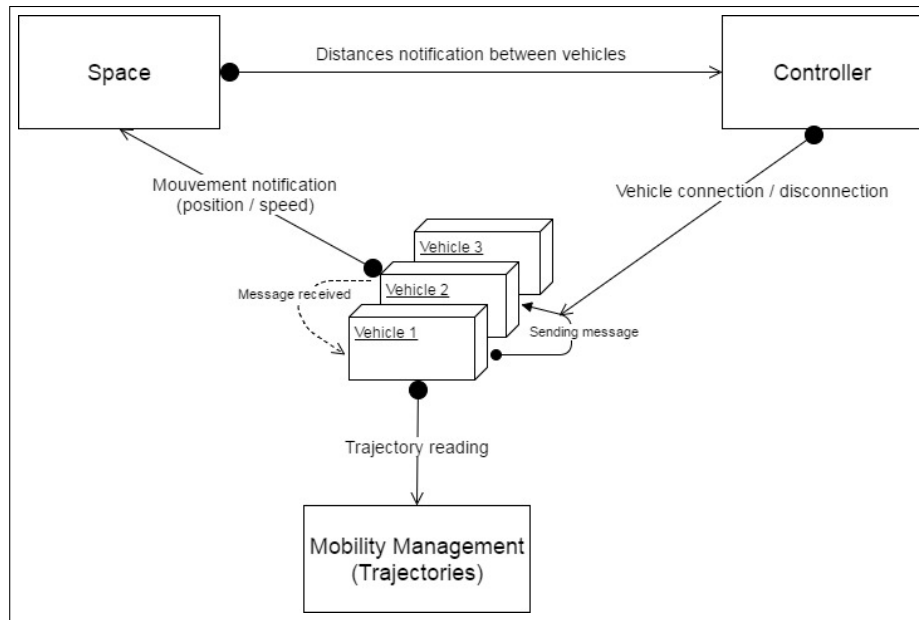 Distances notification between vehicles
Space
Controller
Mouvement notification
(position / speed)
Vehicle connection / disconnection
Vehicle 3
Message received
Vehicle 2
Vehicle 1
Sending message
Trajectory reading
Mobility Management
(Trajectories)